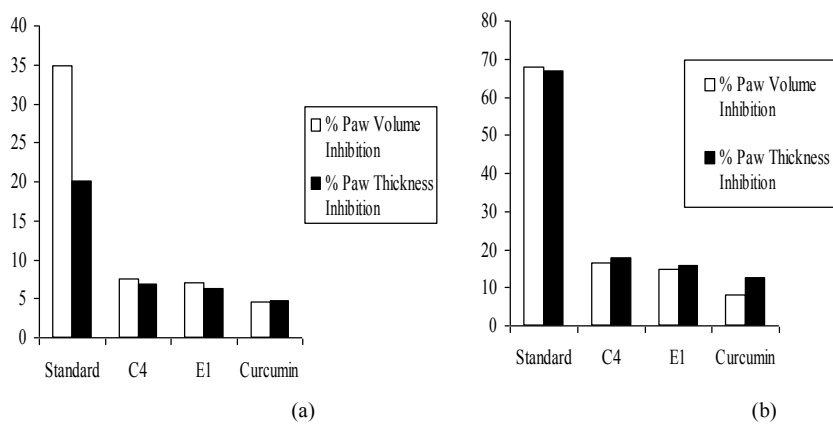 40
35
30
25
20
15
10
5
0
% Paw Volume
Inhibition
% Paw Thickness
Inhibition
Standard C4 E1 Curcumin
(a)
80
70
60
50
40
30
20
10
0
% Paw Volume
Inhibition
% Paw Thickness
Inhibition
Standard C4 E1 Curcumin
(b)